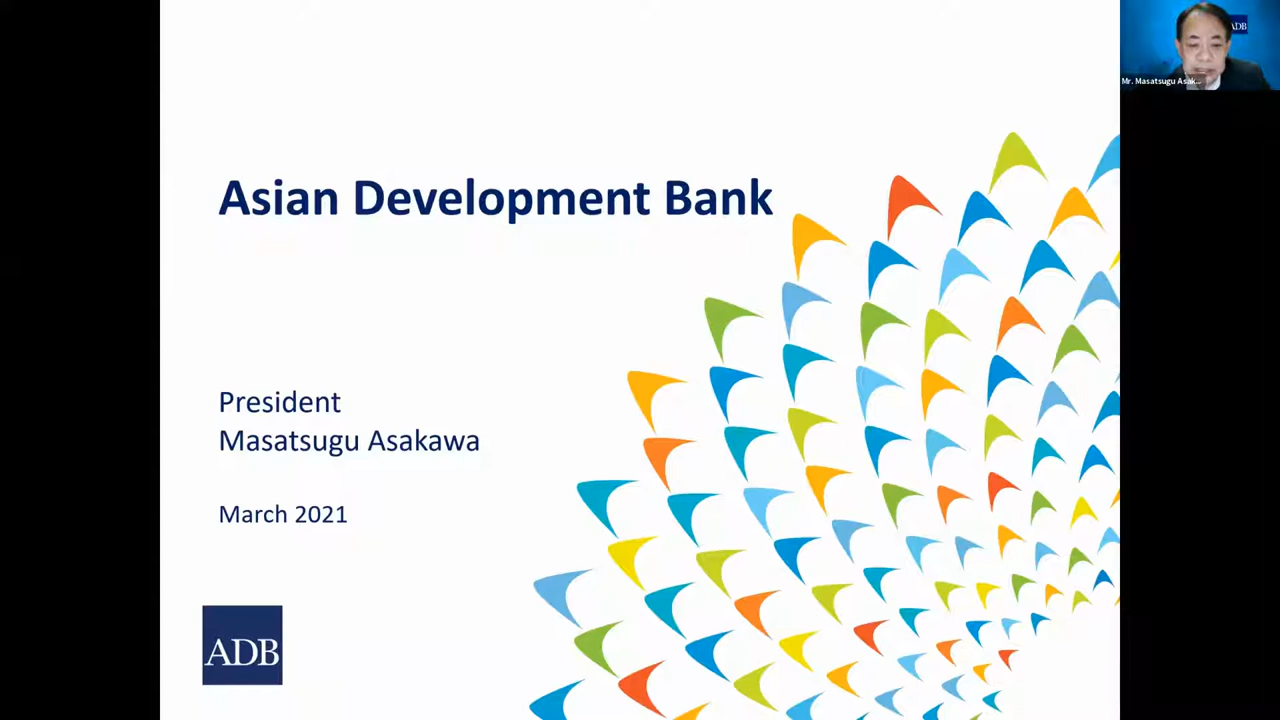 Asian Development Bank
President
Masatsugu Asakawa
March 2021
ADB
ADB
Mr. Masatsugu Asak...